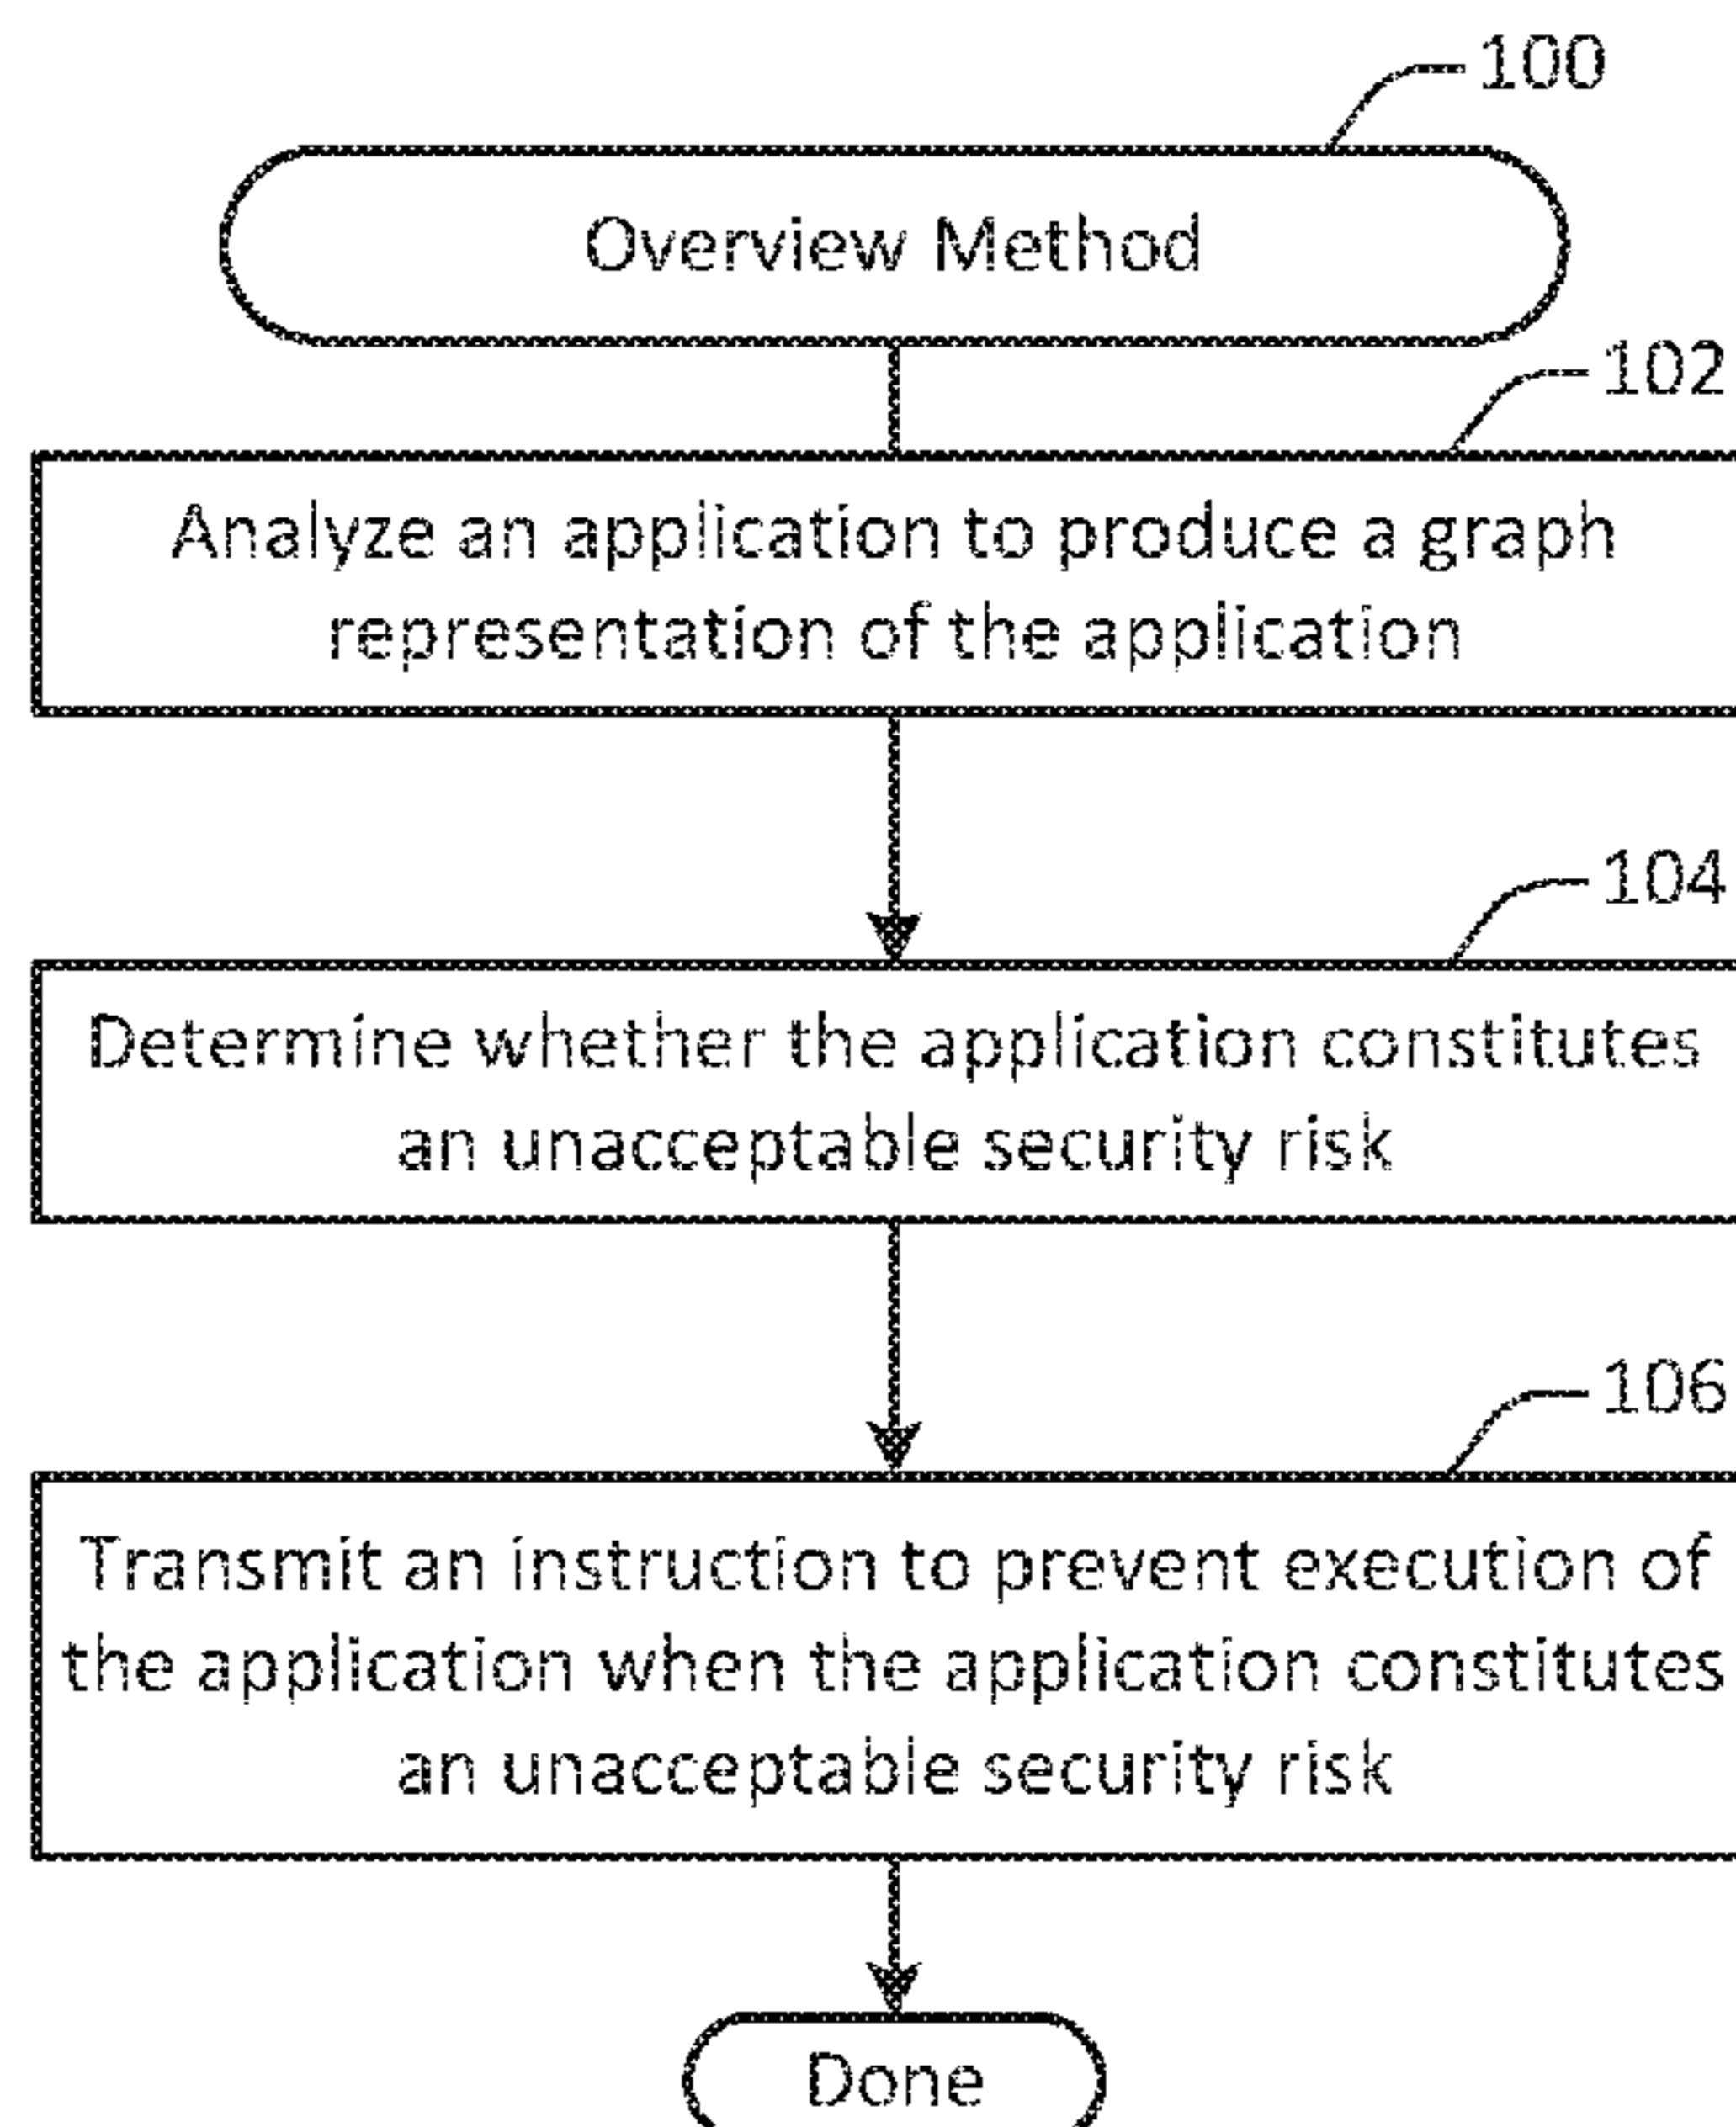 100
Overview Method
102
Analyze an application to produce a graph
representation of the application
104
Determine whether the application constitutes
an unacceptable security risk
106
Transmit an instruction to prevent execution of
the application when the application constitutes
an unacceptable security risk
Done